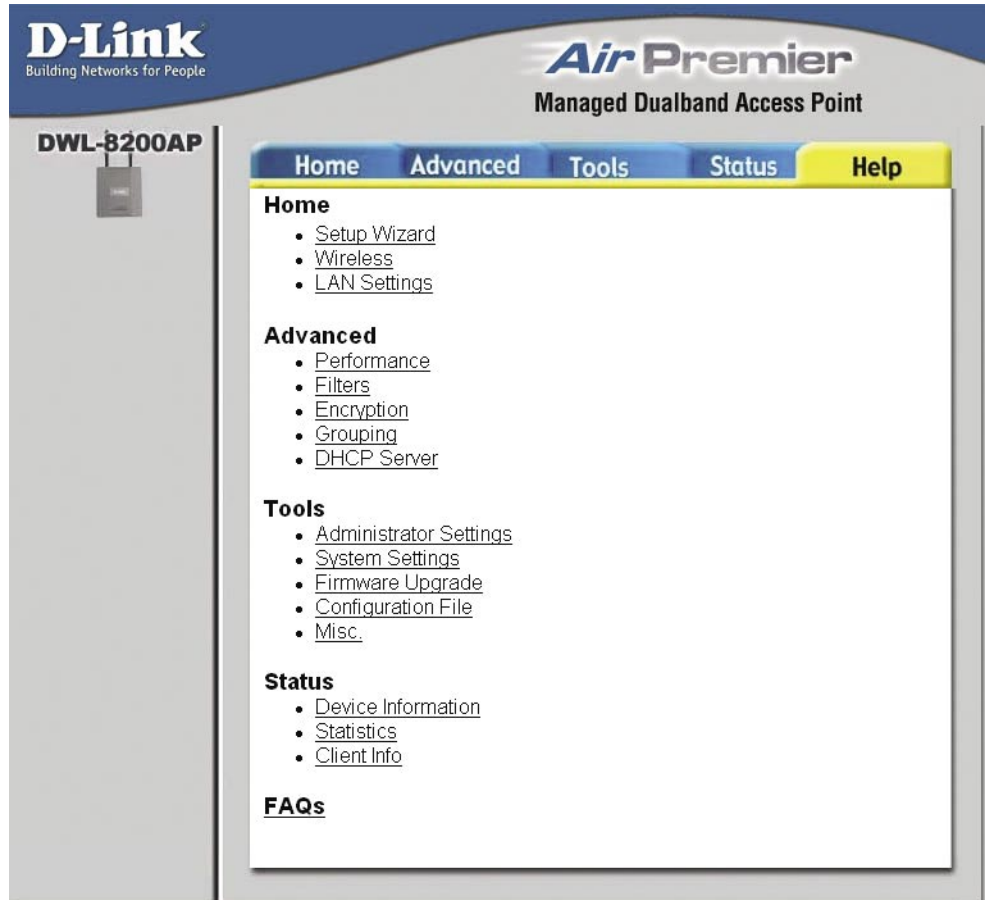 D-Link
Building Networks for People
Air Premier
Managed Dualband Access Point
DWL-8200AP
Home Advanced Tools Status Help
Home
• Setup Wizard
• Wireless
• LAN Settings
Advanced
• Performance
• Filters
• Encryption
• Grouping
• DHCP Server
Tools
• Administrator Settings
• System Settings
• Firmware Upgrade
• Configuration File
• Misc.
Status
• Device Information
• Statistics
• Client Info
FAQs